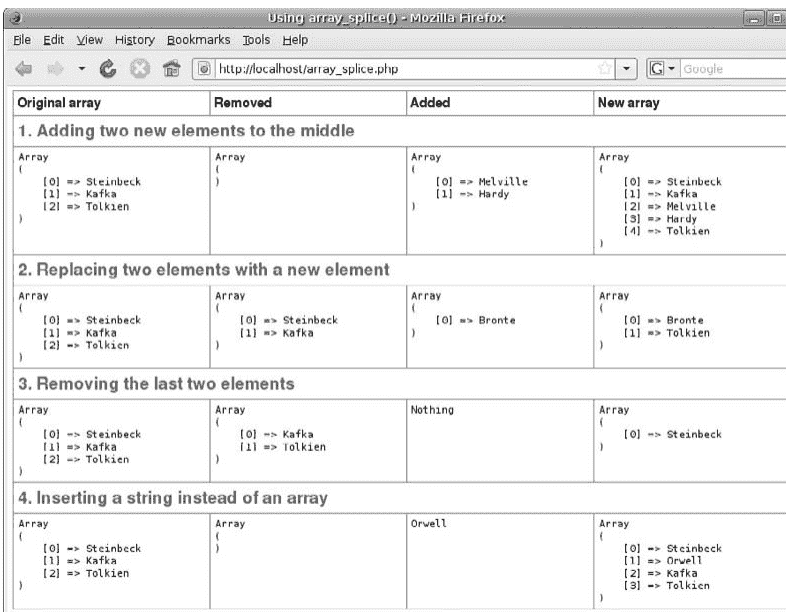 Using array_splice() - Mozilla Firefox
File Edit View History Bookmarks Tools Help
http://localhost/array_splice.php
G Google
Original array Removed Added New array
1. Adding two new elements to the middle
Array Array Array Array
( ( ( (
[0] => Steinbeck ) [0] => Melville [0] => Steinbeck
[1] => Kafka [1] => Hardy [1] => Kafka
[2] => Tolkien ) [2] => Melville
) [3] => Hardy
[4] => Tolkien
)
2. Replacing two elements with a new element
Array Array Array Array
( ( ( (
[0] => Steinbeck [0] => Steinbeck [0] => Bronte [0] => Bronte
[1] => Kafka [1] => Kafka ) [1] => Tolkien
[2] => Tolkien ) )
)
3. Removing the last two elements
Array Array Nothing Array
( ( (
[0] => Steinbeck [0] => Kafka [0] => Steinbeck
[1] => Kafka [1] => Tolkien )
[2] => Tolkien )
)
4. Inserting a string instead of an array
Array Array Orwell Array
( ( (
[0] => Steinbeck ) [0] => Steinbeck
[1] => Kafka [1] => Orwell
[2] => Tolkien [2] => Kafka
) [3] => Tolkien
)